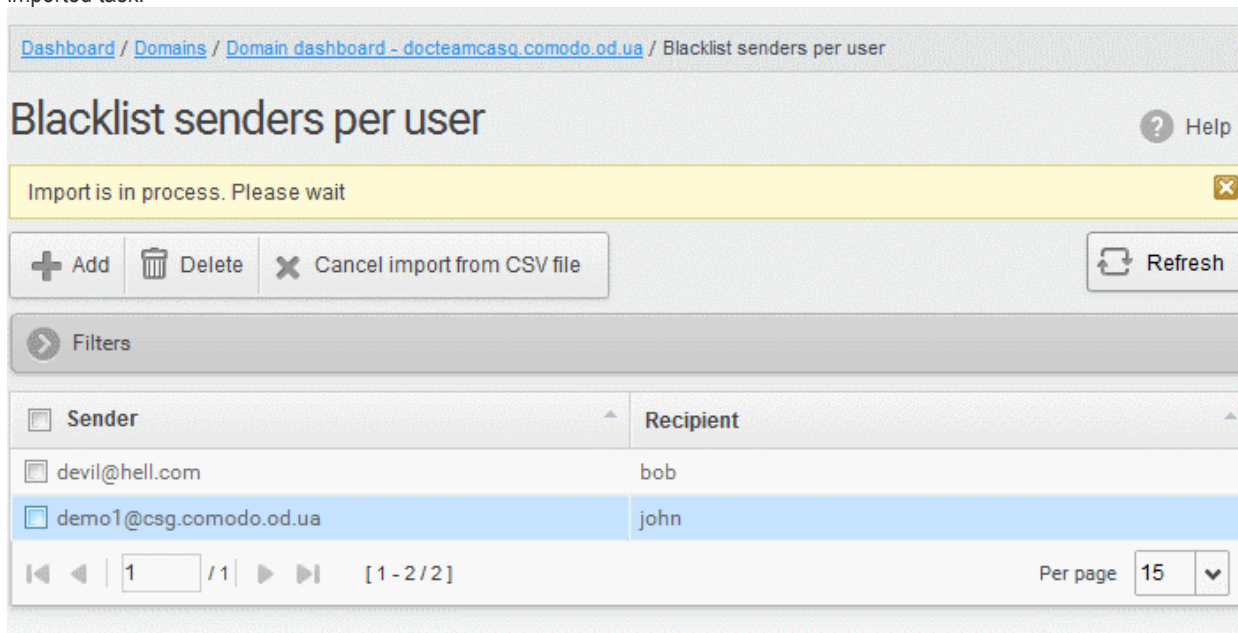 imported task.
Dashboard / Domains / Domain dashboard - docteamcasg.comodo.od.ua / Blacklist senders per user
Blacklist senders per user
Help
Import is in process. Please wait
Add Delete Cancel import from CSV file Refresh
Filters
Sender Recipient
devil@hell.com bob
demo1@csg.comodo.od.ua john
1 / 1 [ 1 - 2 / 2 ] Per page 15